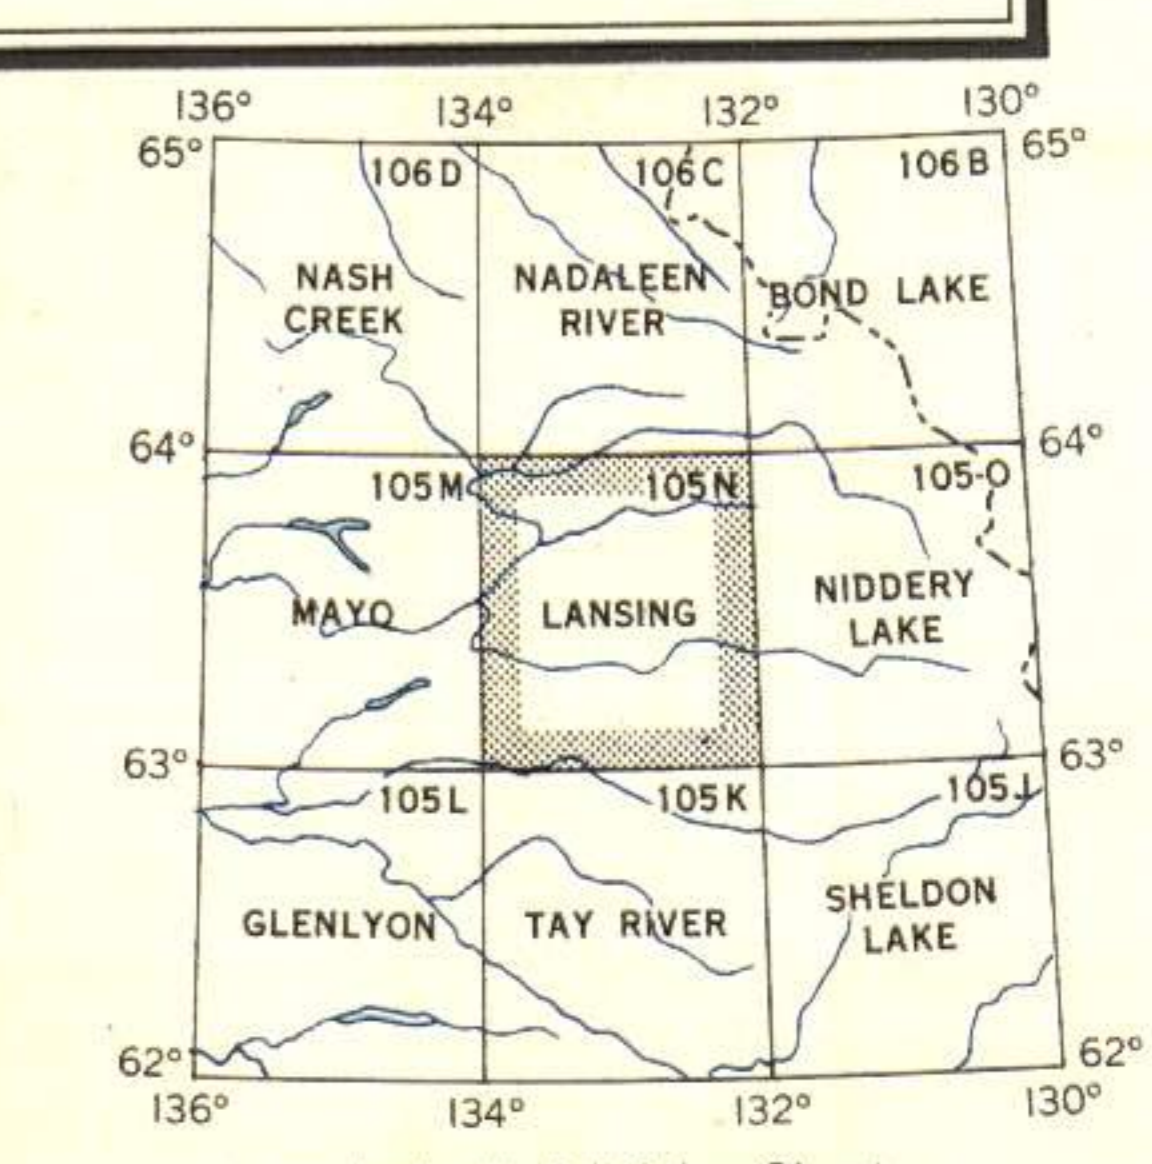 136° 134° 132° 130°
65° 106D 106C 106B 65°
NASH NADALEEN BOND LAKE
CREEK RIVER
64° 64°
105M 105N 105-O
MAYO LANSING NIDDERY
LAKE
63° 63°
105L 105K 105J
GLENLYON TAY RIVER SHELDON
LAKE
62° 62°
136° 134° 132° 130°